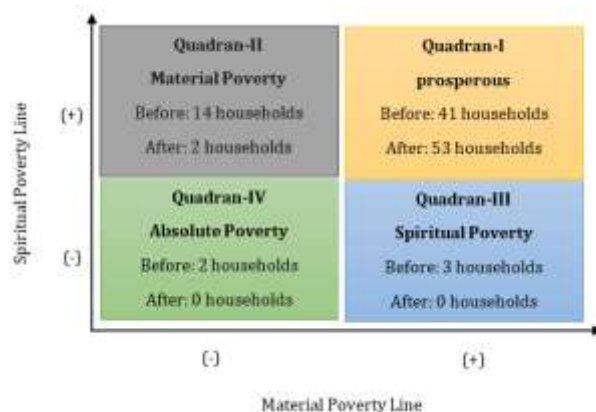 Quadran-II
Material Poverty
Before: 14 households
After: 2 households
Quadran-I
prosperous
Before: 41 households
After: 53 households
Quadran-IV
Absolute Poverty
Before: 2 households
After: 0 households
Quadran-III
Spiritual Poverty
Before: 3 households
After: 0 households
Spiritual Poverty Line
(+)
(-)
(-)
(+)
Material Poverty Line